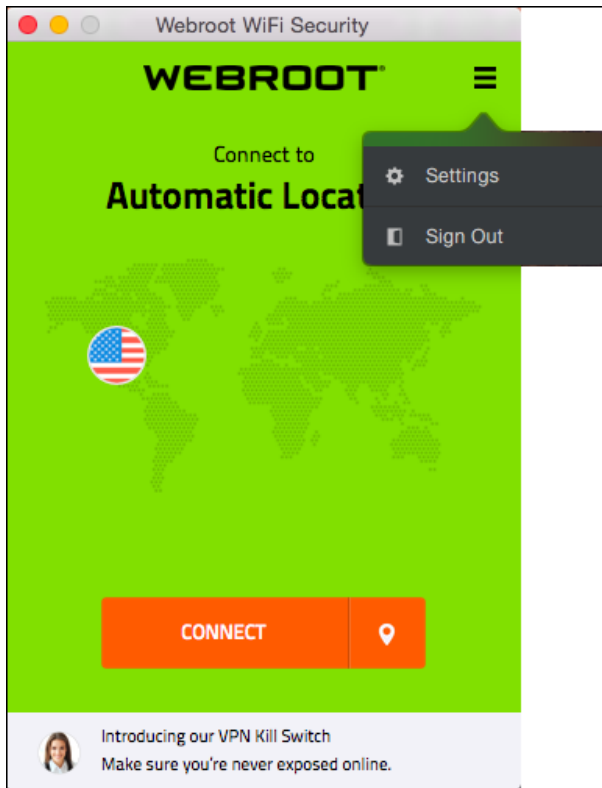 Webroot WiFi Security
WEBROOT®
Connect to
Automatic Locat
Settings
Sign Out
CONNECT
Introducing our VPN Kill Switch
Make sure you're never exposed online.